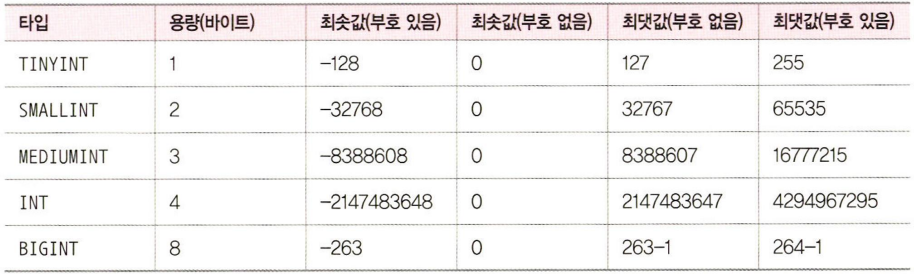 타입 용량(바이트) 최솟값(부호 있음) 최솟값(부호 없음) 최댓값(부호 없음) 최댓값(부호 있음)
TINYINT 1 -128 0 127 255
SMALLINT 2 -32768 0 32767 65535
MEDIUMINT 3 -8388608 0 8388607 16777215
INT 4 -2147483648 0 2147483647 4294967295
BIGINT 8 -263 0 263-1 264-1